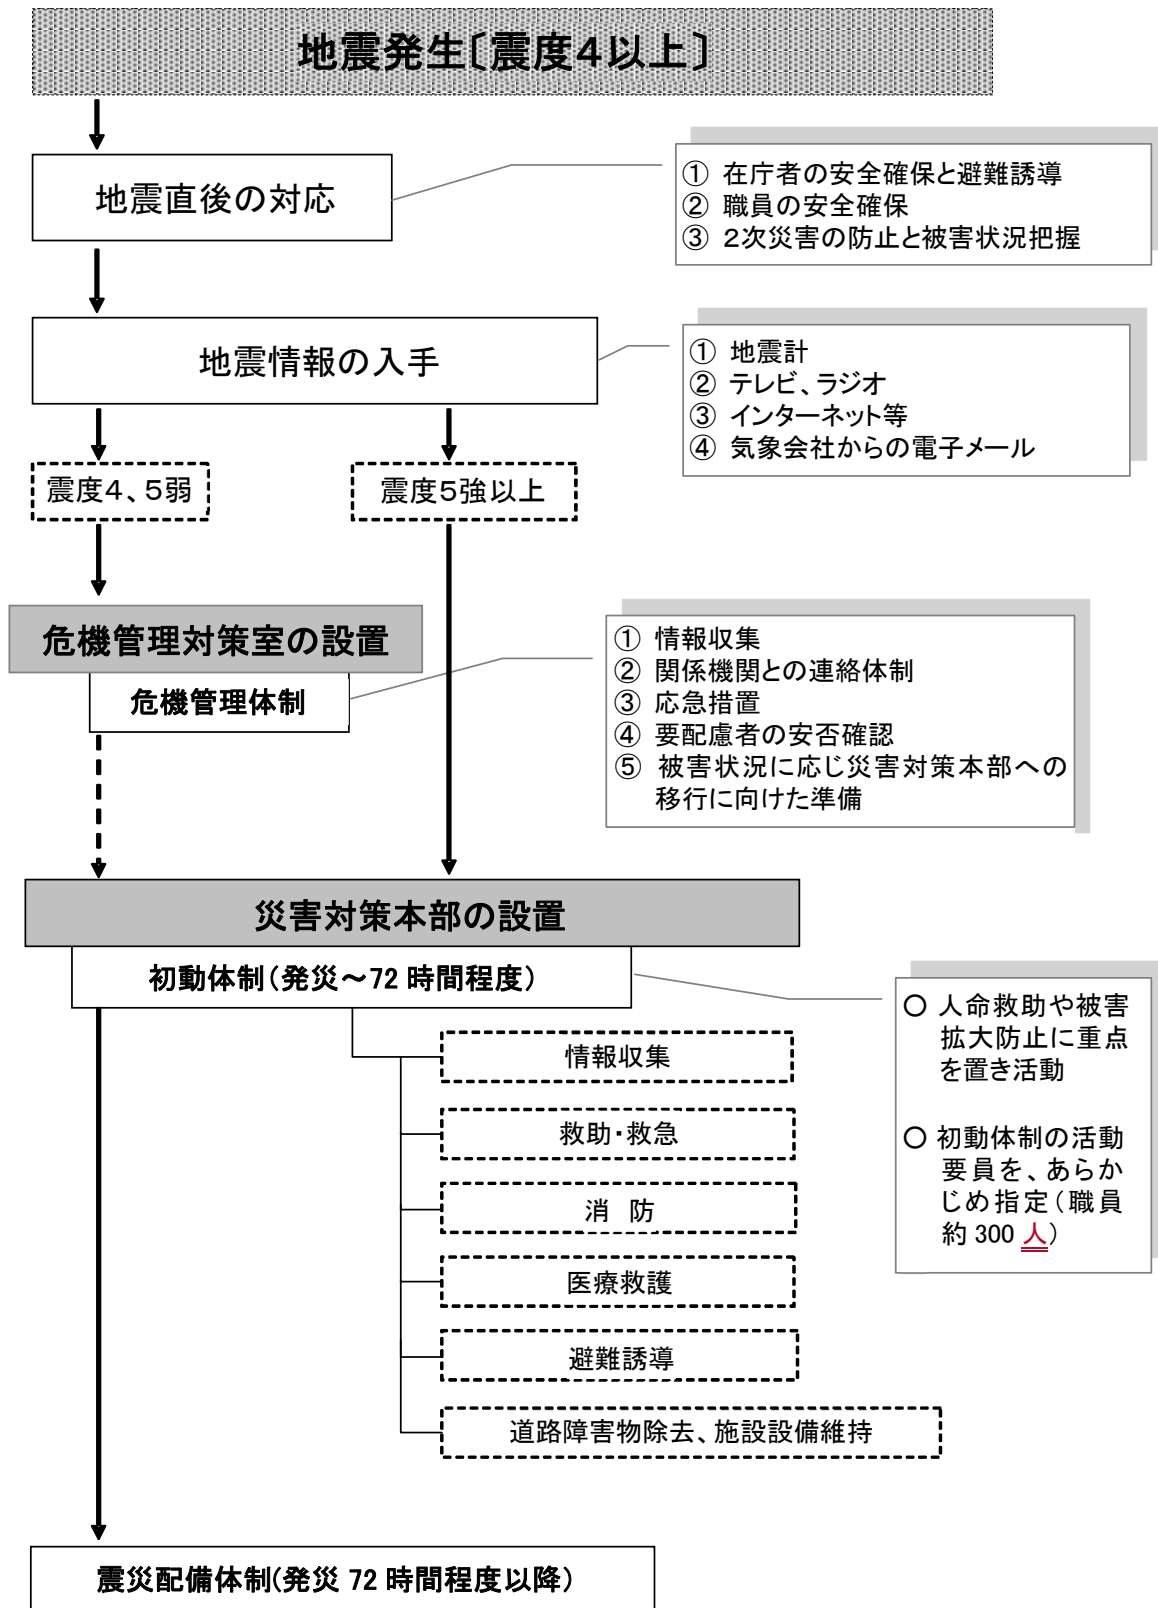 地震発生〔震度４以上〕
地震直後の対応
① 在庁者の安全確保と避難誘導
② 職員の安全確保
③ ２次災害の防止と被害状況把握
地震情報の入手
① 地震計
② テレビ、ラジオ
③ インターネット等
④ 気象会社からの電子メール
震度４、５弱
震度５強以上
危機管理対策室の設置
危機管理体制
① 情報収集
② 関係機関との連絡体制
③ 応急措置
④ 要配慮者の安否確認
⑤ 被害状況に応じ災害対策本部への
移行に向けた準備
災害対策本部の設置
初動体制（発災～72 時間程度）
○ 人命救助や被害
拡大防止に重点
を置き活動
○ 初動体制の活動
要員を、あらか
じめ指定（職員
約 300 人）
情報収集
救助・救急
消 防
医療救護
避難誘導
道路障害物除去、施設設備維持
震災配備体制(発災 72 時間程度以降）